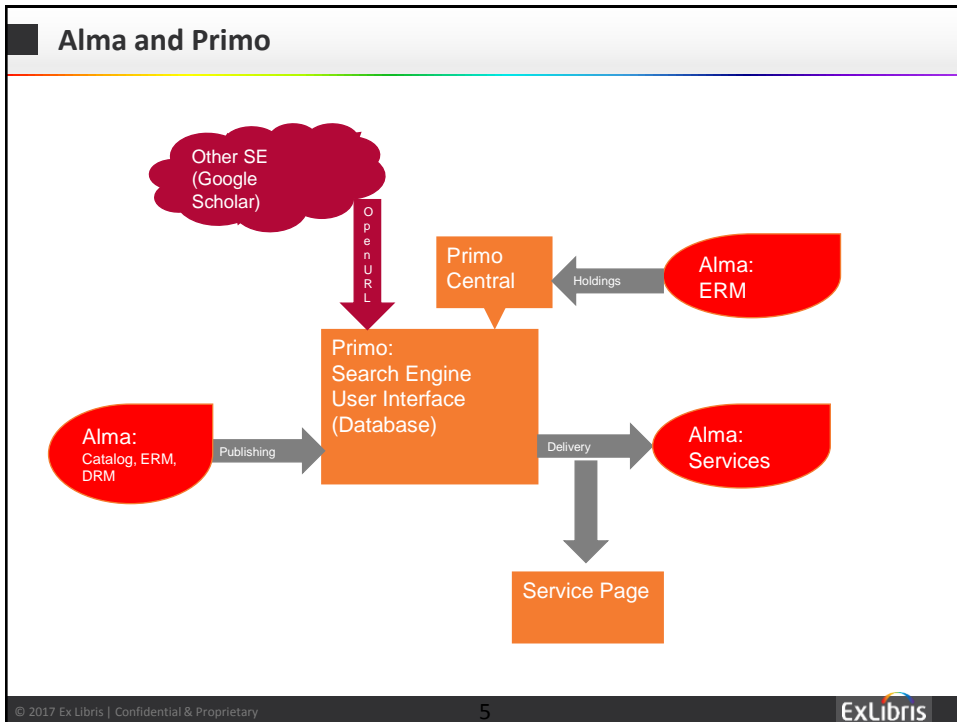 Alma and Primo
Other SE
(Google
Scholar)
OpenURL
Primo
Central
Holdings
Alma:
ERM
Primo:
Search Engine
User Interface
(Database)
Alma:
Catalog, ERM,
DRM
Publishing
Delivery
Alma:
Services
Service Page
© 2017 Ex Libris | Confidential & Proprietary
5
ExLibris